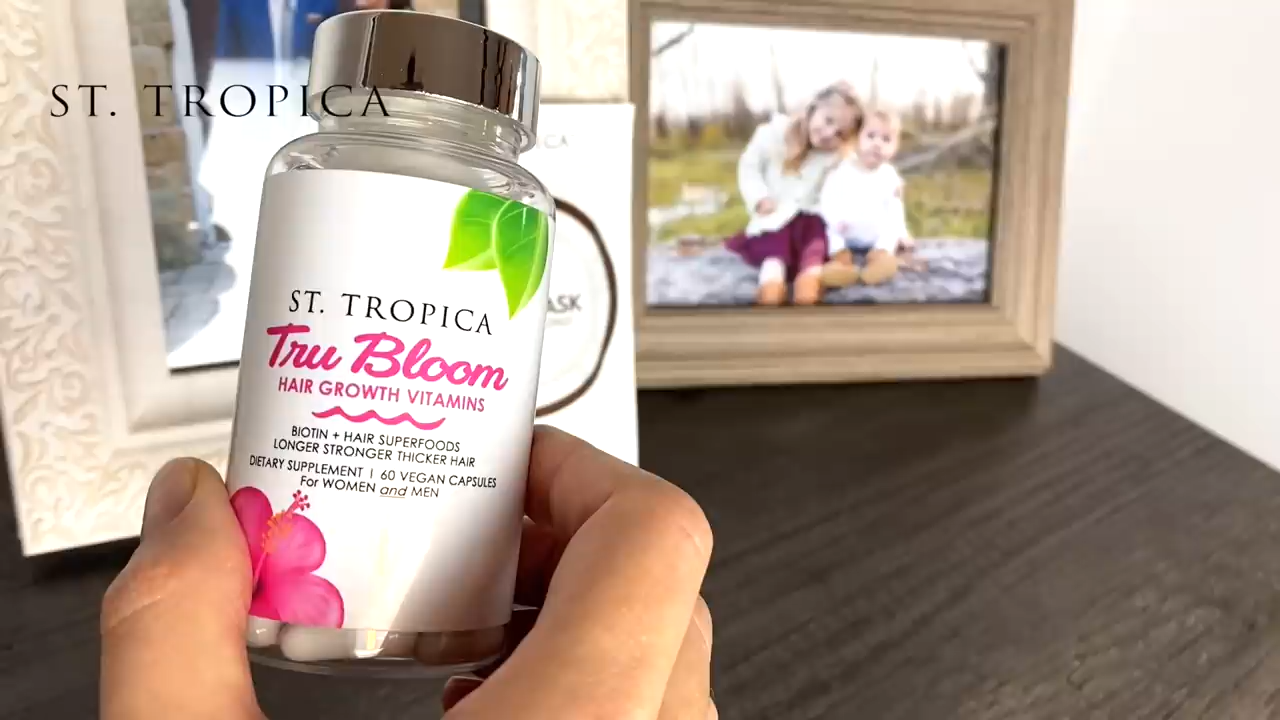 ST. TROPICA
ST. TROPICA
Tru Bloom
HAIR GROWTH VITAMINS
BIOTIN + HAIR SUPERFOODS
LONGER STRONGER THICKER HAIR
DIETARY SUPPLEMENT | 60 VEGAN CAPSULES
For WOMEN and MEN